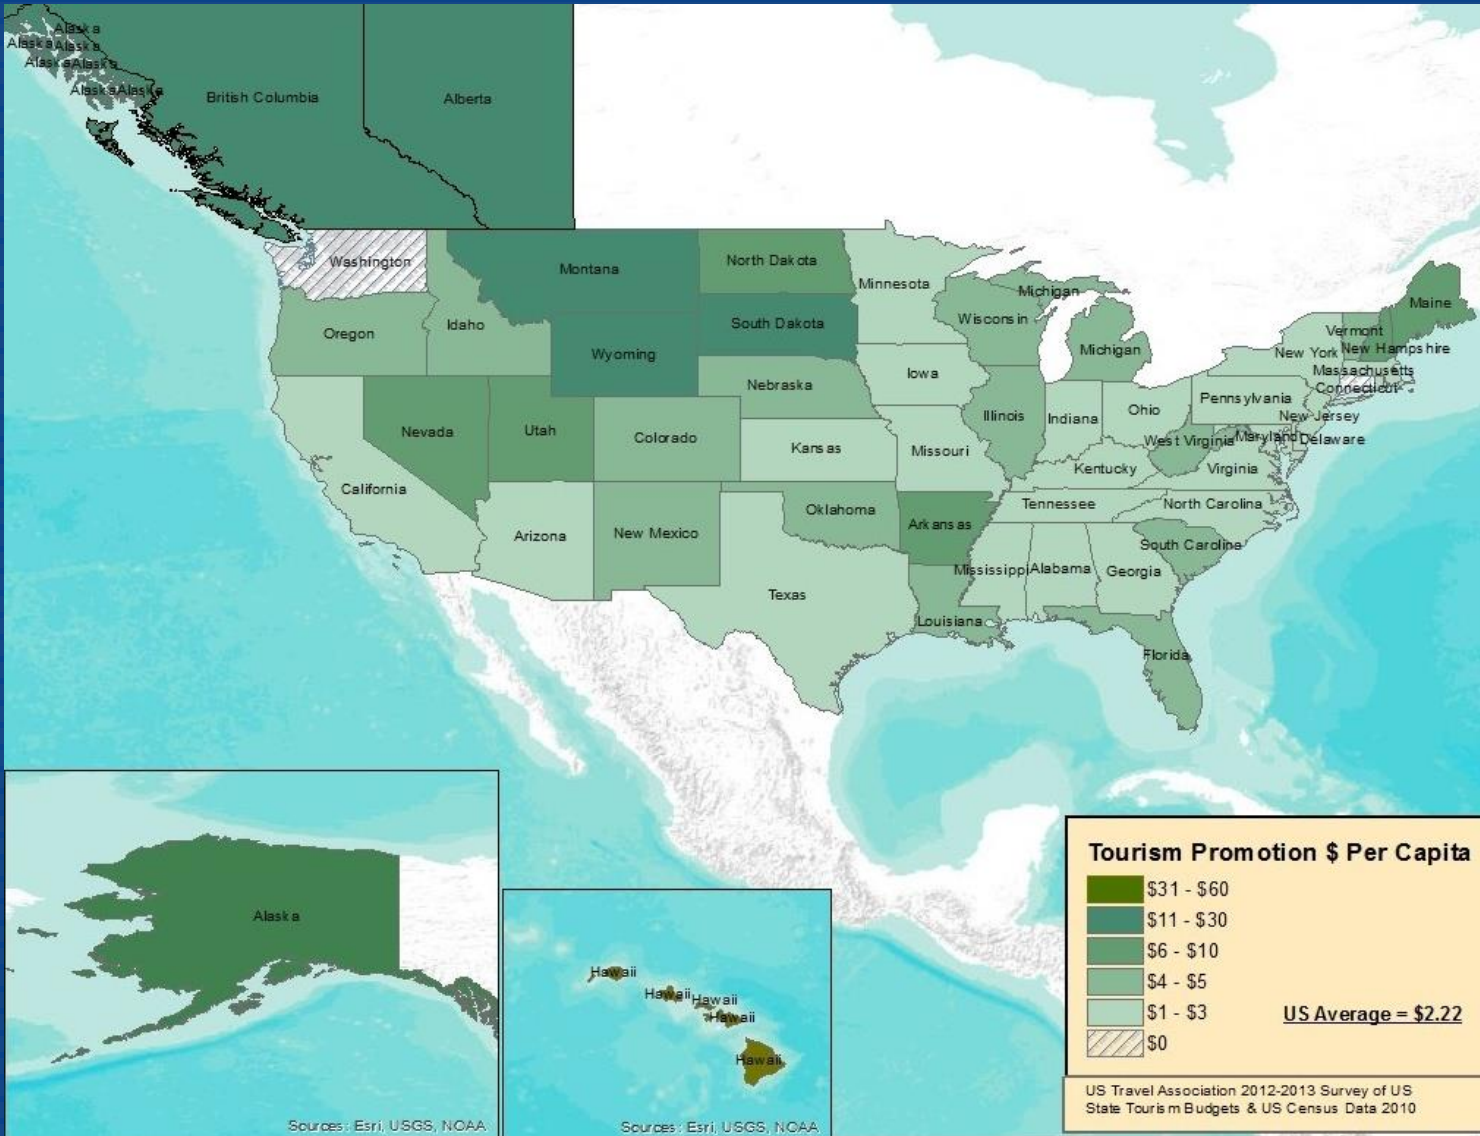 Alaska
Alaska Alaska
Alaska Alaska
Alaska Alaska
British Columbia
Alberta
Washington
Montana
North Dakota
Minnesota
Michigan
Maine
Oregon
Idaho
South Dakota
Wisconsin
Vermont
Wyoming
Michigan
New York
New Hampshire
Iowa
Massachusetts
Nebraska
Connecticut
Pennsylvania
Nevada
Utah
Colorado
Illinois
Indiana
Ohio
New Jersey
Kansas
Missouri
West Virginia
Maryland
Delaware
Kentucky
Virginia
California
Oklahoma
Tennessee
North Carolina
Arizona
New Mexico
Arkansas
South Carolina
Mississippi
Alabama
Georgia
Texas
Louisiana
Florida
Alaska
Sources: Esri, USGS, NOAA
Hawaii
Hawaii
Hawaii
Hawaii
Hawaii
Sources: Esri, USGS, NOAA
Tourism Promotion $ Per Capita
$31 - $60
$11 - $30
$6 - $10
$4 - $5
$1 - $3
US Average = $2.22
$0
US Travel Association 2012-2013 Survey of US
State Tourism Budgets & US Census Data 2010